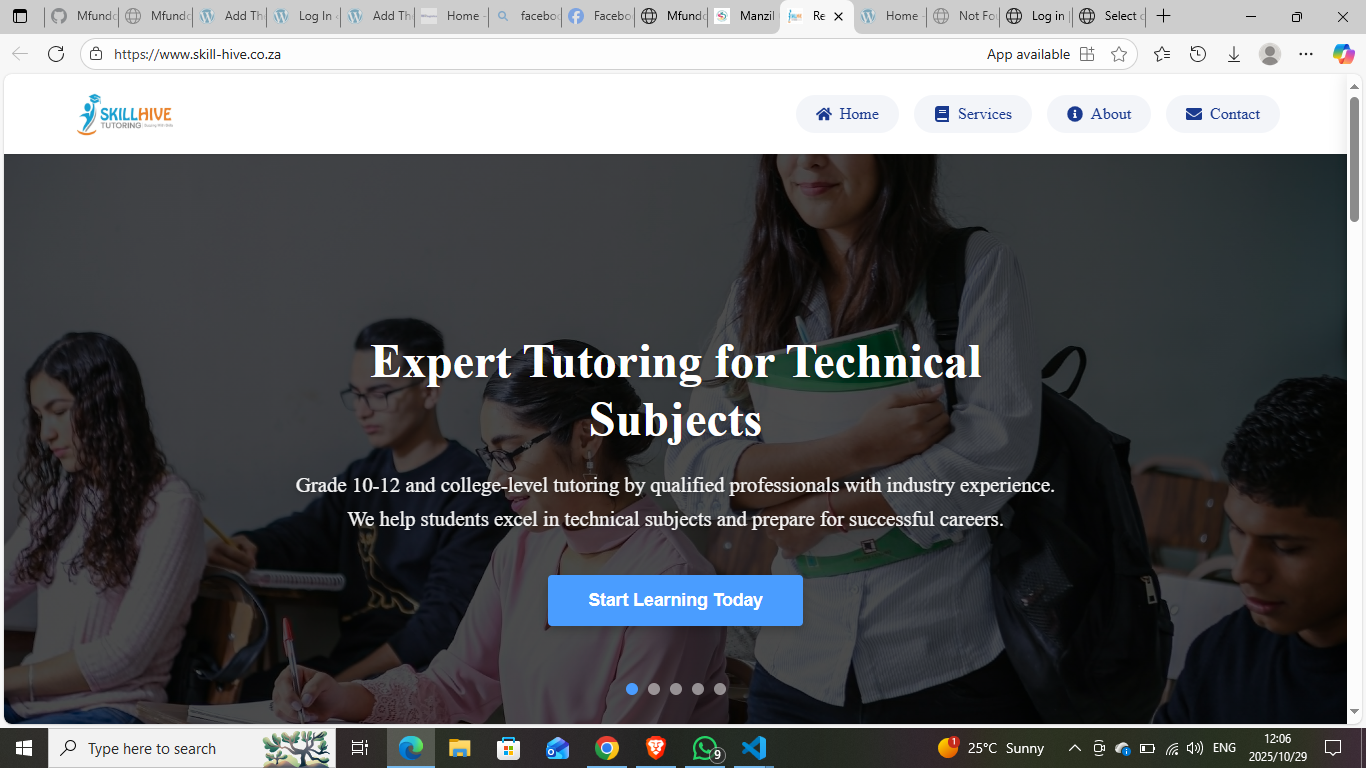 Mfund
Mfundo
Add Th
Log In
Add Th
Home -
facebo
Facebo
Mfundo
Manzil
Re
Home -
Not Fo
Log in
Select
https://www.skill-hive.co.za
App available
SKILLHIVE
TUTORING
Home
Services
About
Contact
Expert Tutoring for Technical
Subjects
Grade 10-12 and college-level tutoring by qualified professionals with industry experience.
We help students excel in technical subjects and prepare for successful careers.
Start Learning Today
Type here to search
9
1
25°C Sunny
ENG
12:06
2025/10/29